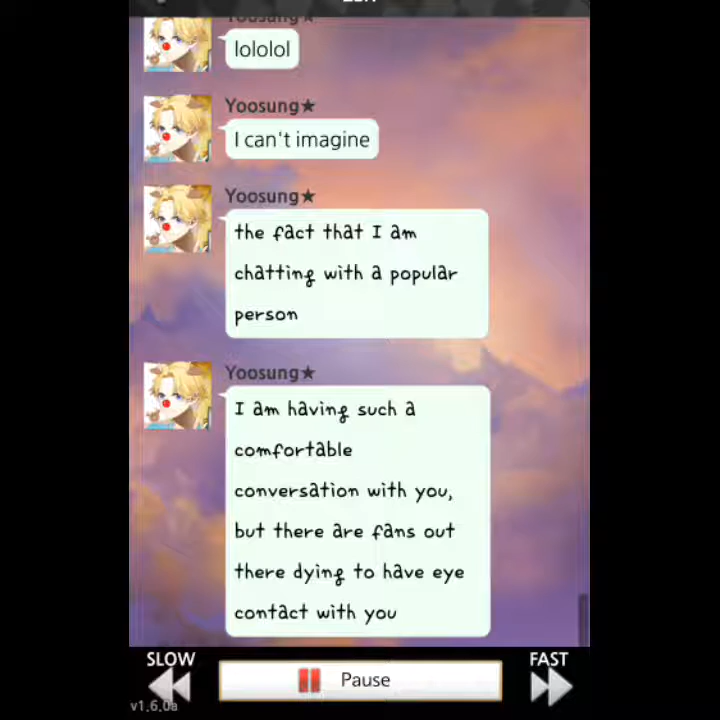 Yoosung★
lololol
Yoosung★
I can't imagine
Yoosung★
the fact that I am
chatting with a popular
person
Yoosung★
I am having such a
comfortable
conversation with you,
but there are fans out
there dying to have eye
contact with you
SLOW
Pause
FAST
v1.6.0a